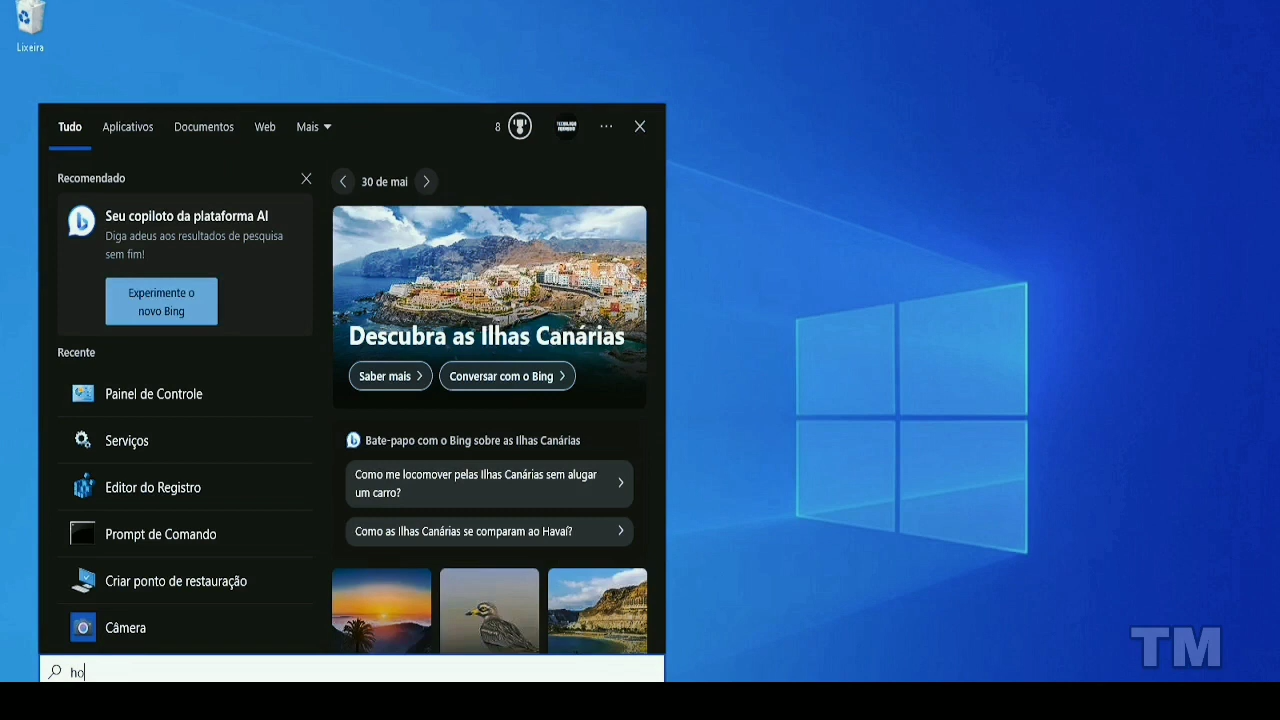 Lixeira
Tudo
Aplicativos
Documentos
Web
Mais
8
Recomendado
Seu copiloto da plataforma AI
Diga adeus aos resultados de pesquisa
sem fim!
Experimente o
novo Bing
Recente
Painel de Controle
Serviços
Editor do Registro
Prompt de Comando
Criar ponto de restauração
Câmera
30 de mai
Descubra as Ilhas Canárias
Saber mais
Conversar com o Bing
Bate-papo com o Bing sobre as Ilhas Canárias
Como me locomover pelas Ilhas Canárias sem alugar
um carro?
Como as Ilhas Canárias se comparam ao Havaí?
ho
TM